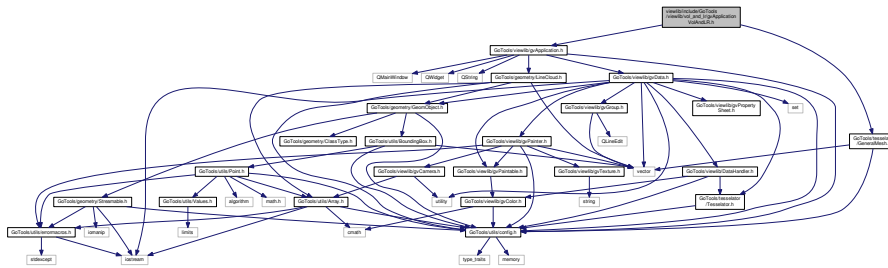 viewlib/include/GoTools
/viewlib/vol_and_lr/gvApplication
VolAndLR.h
GoTools/viewlib/gvApplication.h
QMainWindow
QWidget
QString
GoTools/geometry/LineCloud.h
GoTools/viewlib/gvData.h
GoTools/geometry/GeomObject.h
GoTools/viewlib/gvGroup.h
GoTools/viewlib/gvProperty
Sheet.h
set
GoTools/geometry/ClassType.h
GoTools/utils/BoundingBox.h
GoTools/viewlib/gvPainter.h
QLineEdit
GoTools/tesselator
/GeneralMesh.h
GoTools/utils/Point.h
GoTools/viewlib/gvCamera.h
GoTools/viewlib/gvPaintable.h
GoTools/viewlib/gvTexture.h
vector
GoTools/viewlib/DataHandler.h
GoTools/geometry/Streamable.h
GoTools/utils/Values.h
algorithm
math.h
GoTools/utils/Array.h
utility
GoTools/viewlib/gvColor.h
string
GoTools/tesselator
/Tesselator.h
GoTools/utils/errormacros.h
iomanip
limits
cmath
GoTools/utils/config.h
stdexcept
iostream
type_traits
memory